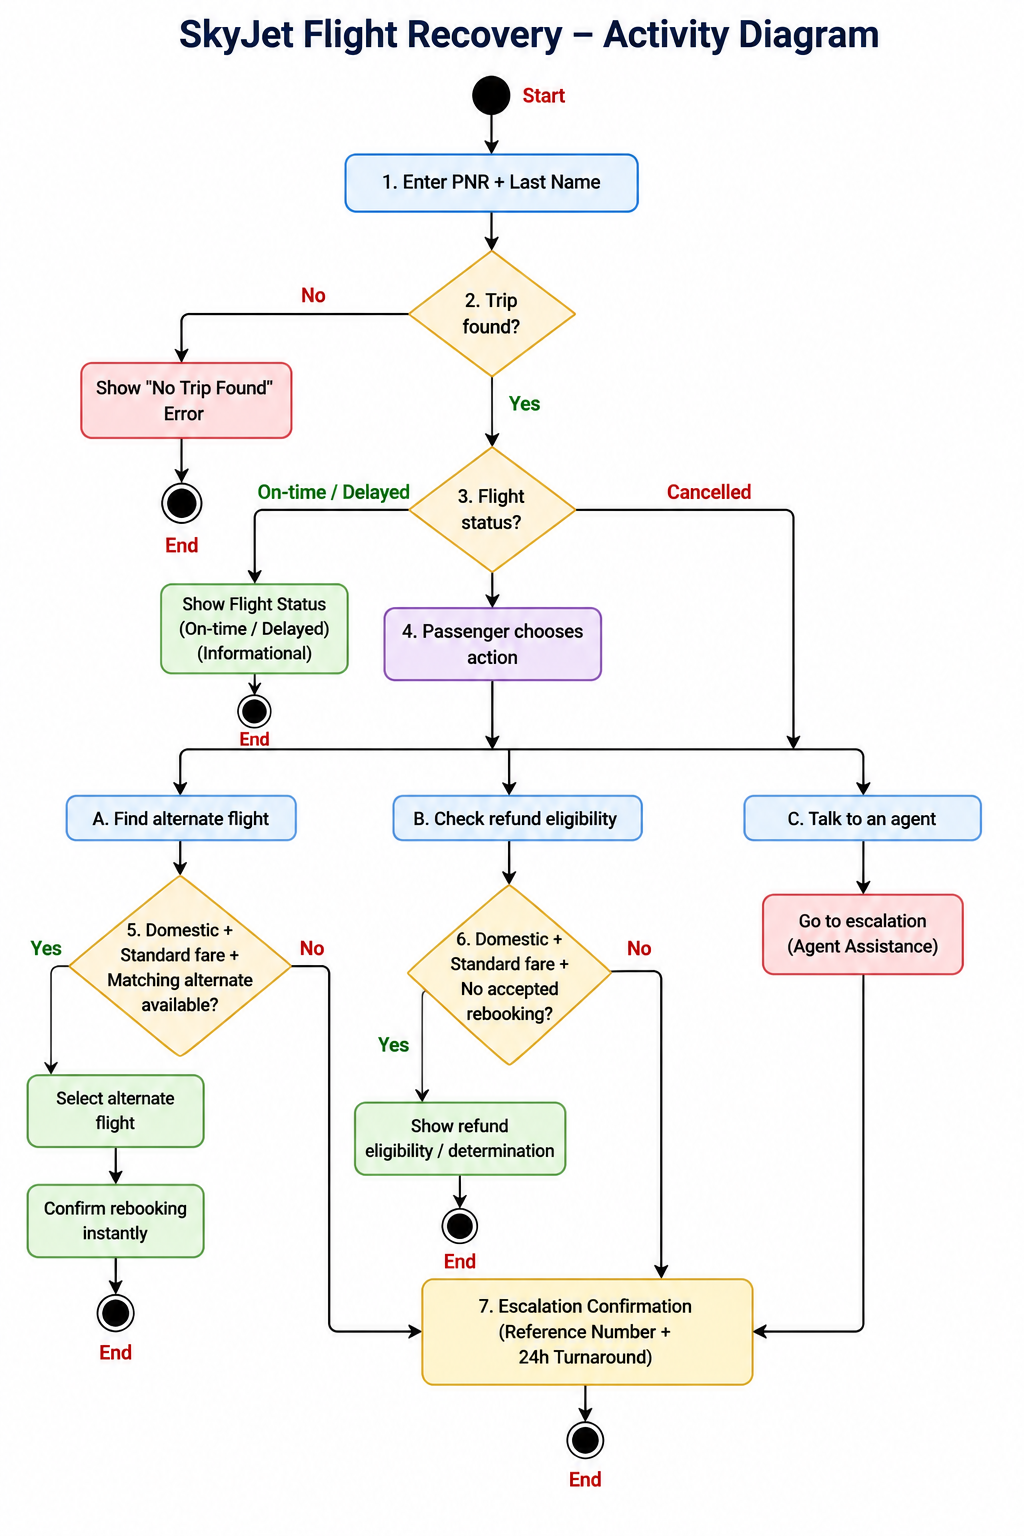 SkyJet Flight Recovery – Activity Diagram
Start
1. Enter PNR + Last Name
2. Trip
found?
No
Show "No Trip Found"
Error
End
Yes
3. Flight
status?
On-time / Delayed
Cancelled
Show Flight Status
(On-time / Delayed)
(Informational)
End
4. Passenger chooses
action
A. Find alternate flight
B. Check refund eligibility
C. Talk to an agent
5. Domestic +
Standard fare +
Matching alternate
available?
Yes
No
Select alternate
flight
Confirm rebooking
instantly
End
6. Domestic +
Standard fare +
No accepted
rebooking?
No
Yes
Show refund
eligibility / determination
End
Go to escalation
(Agent Assistance)
7. Escalation Confirmation
(Reference Number +
24h Turnaround)
End